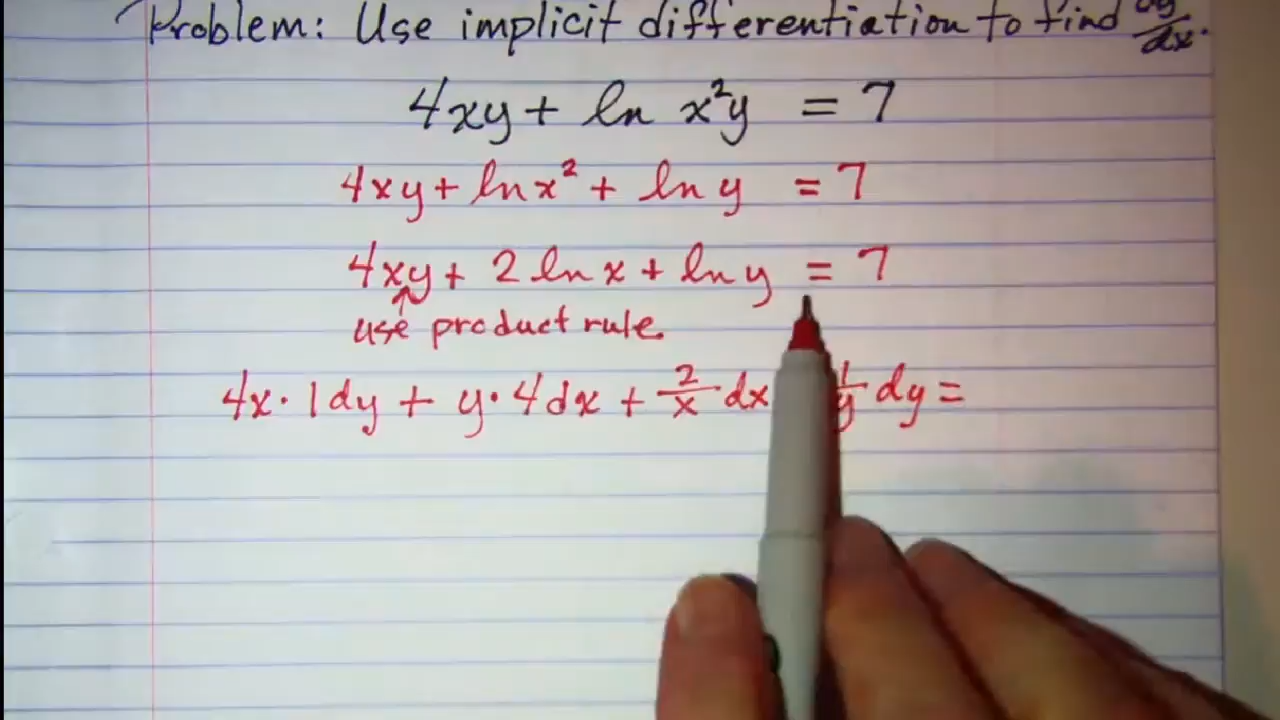 Problem: Use implicit differentiation to find dy/dx.
4xy + ln x²y = 7
4xy + ln x² + ln y = 7
4xy + 2 ln x + ln y = 7
use product rule.
4x · 1dy + y · 4dx + 2/x dx 1/y dy =